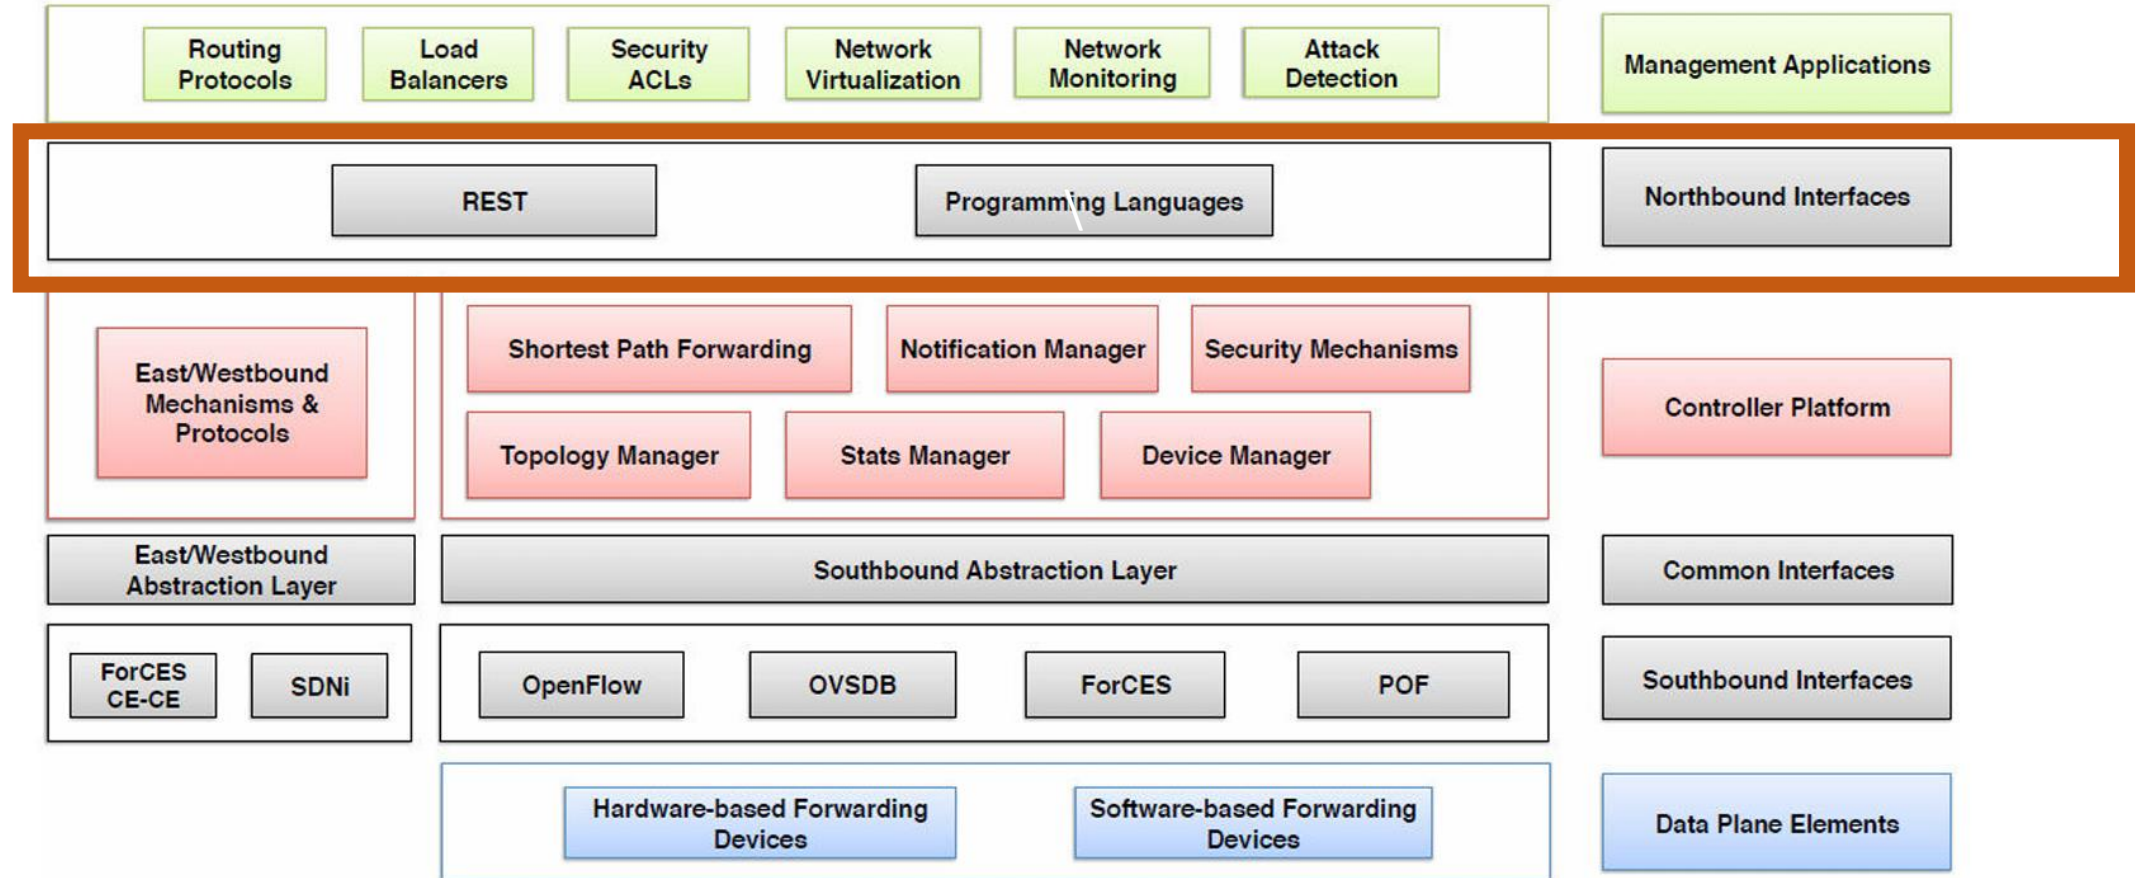 Routing
Protocols
Load
Balancers
Security
ACLs
Network
Virtualization
Network
Monitoring
Attack
Detection
Management Applications
REST
Programming Languages
\
Northbound Interfaces
East/Westbound
Mechanisms &
Protocols
Shortest Path Forwarding
Notification Manager
Security Mechanisms
Topology Manager
Stats Manager
Device Manager
Controller Platform
East/Westbound
Abstraction Layer
Southbound Abstraction Layer
Common Interfaces
ForCES
CE-CE
SDNi
OpenFlow
OVSDB
ForCES
POF
Southbound Interfaces
Hardware-based Forwarding
Devices
Software-based Forwarding
Devices
Data Plane Elements